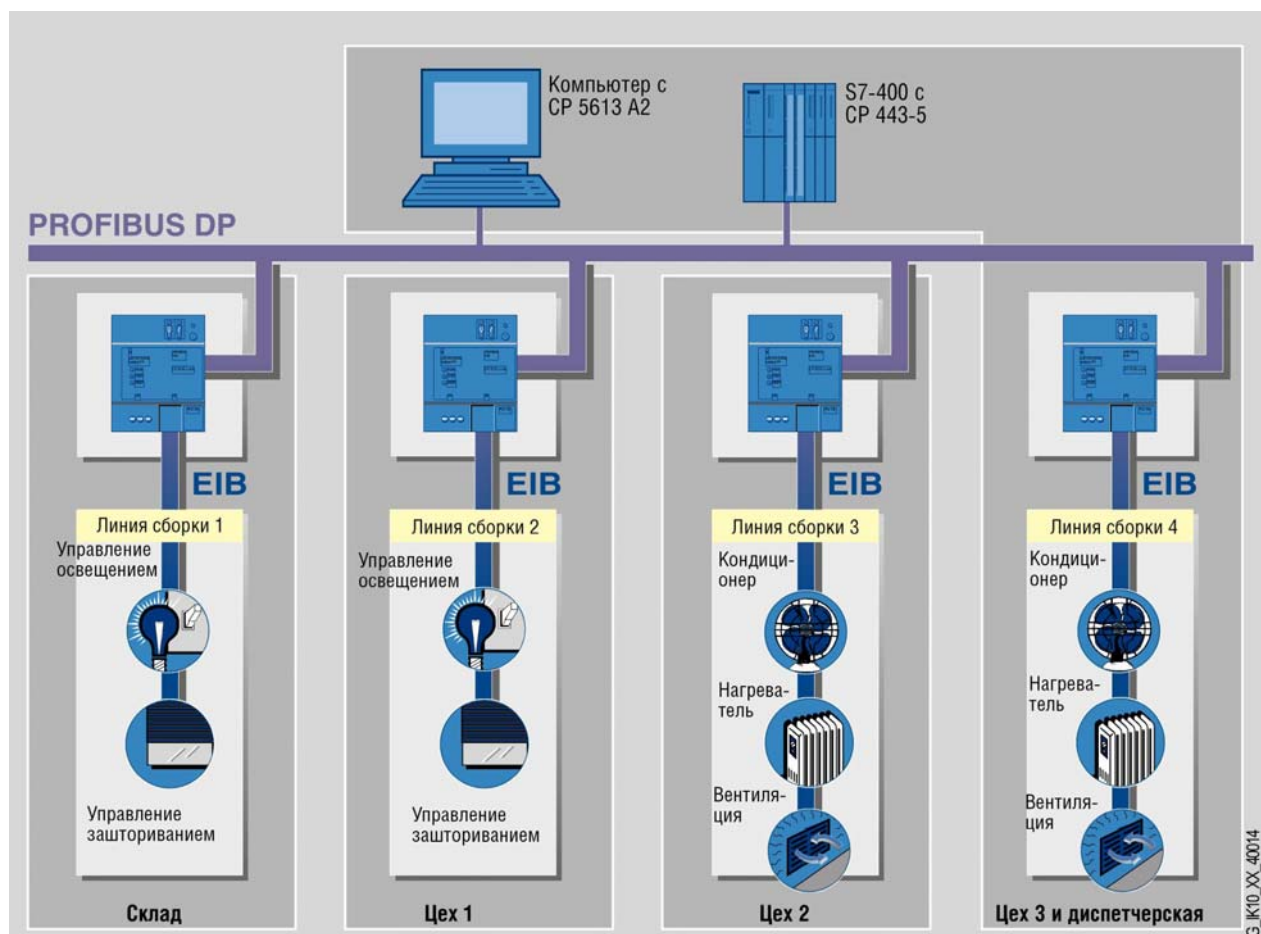 Компьютер с
CP 5613 A2
S7-400 с
CP 443-5
PROFIBUS DP
EIB
Линия сборки 1
Управление
освещением
Управление
зашториванием
Склад
EIB
Линия сборки 2
Управление
освещением
Управление
зашториванием
Цех 1
EIB
Линия сборки 3
Кондици-
онер
Нагрева-
тель
Вентиля-
ция
Цех 2
EIB
Линия сборки 4
Кондици-
онер
Нагрева-
тель
Вентиля-
ция
Цех 3 и диспетчерская
G_IK10_XX_40014